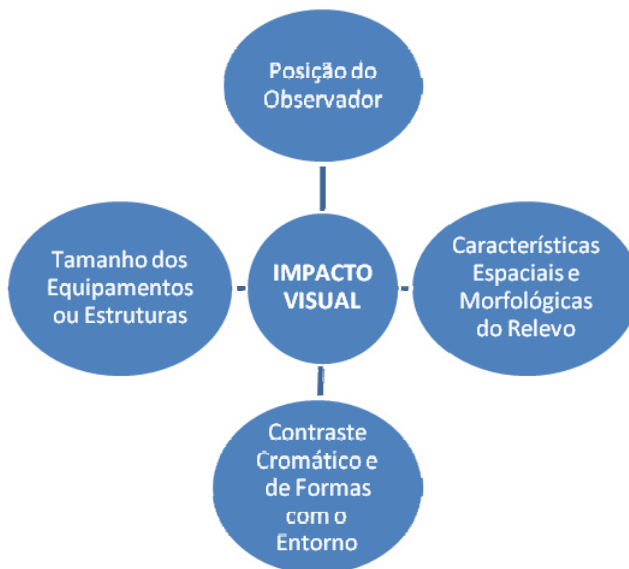 Posição do
Observador
Tamanho dos
Equipamentos
ou Estruturas
IMPACTO
VISUAL
Características
Espaciais e
Morfológicas
do Relevo
Contraste
Cromático e
de Formas
com o
Entorno